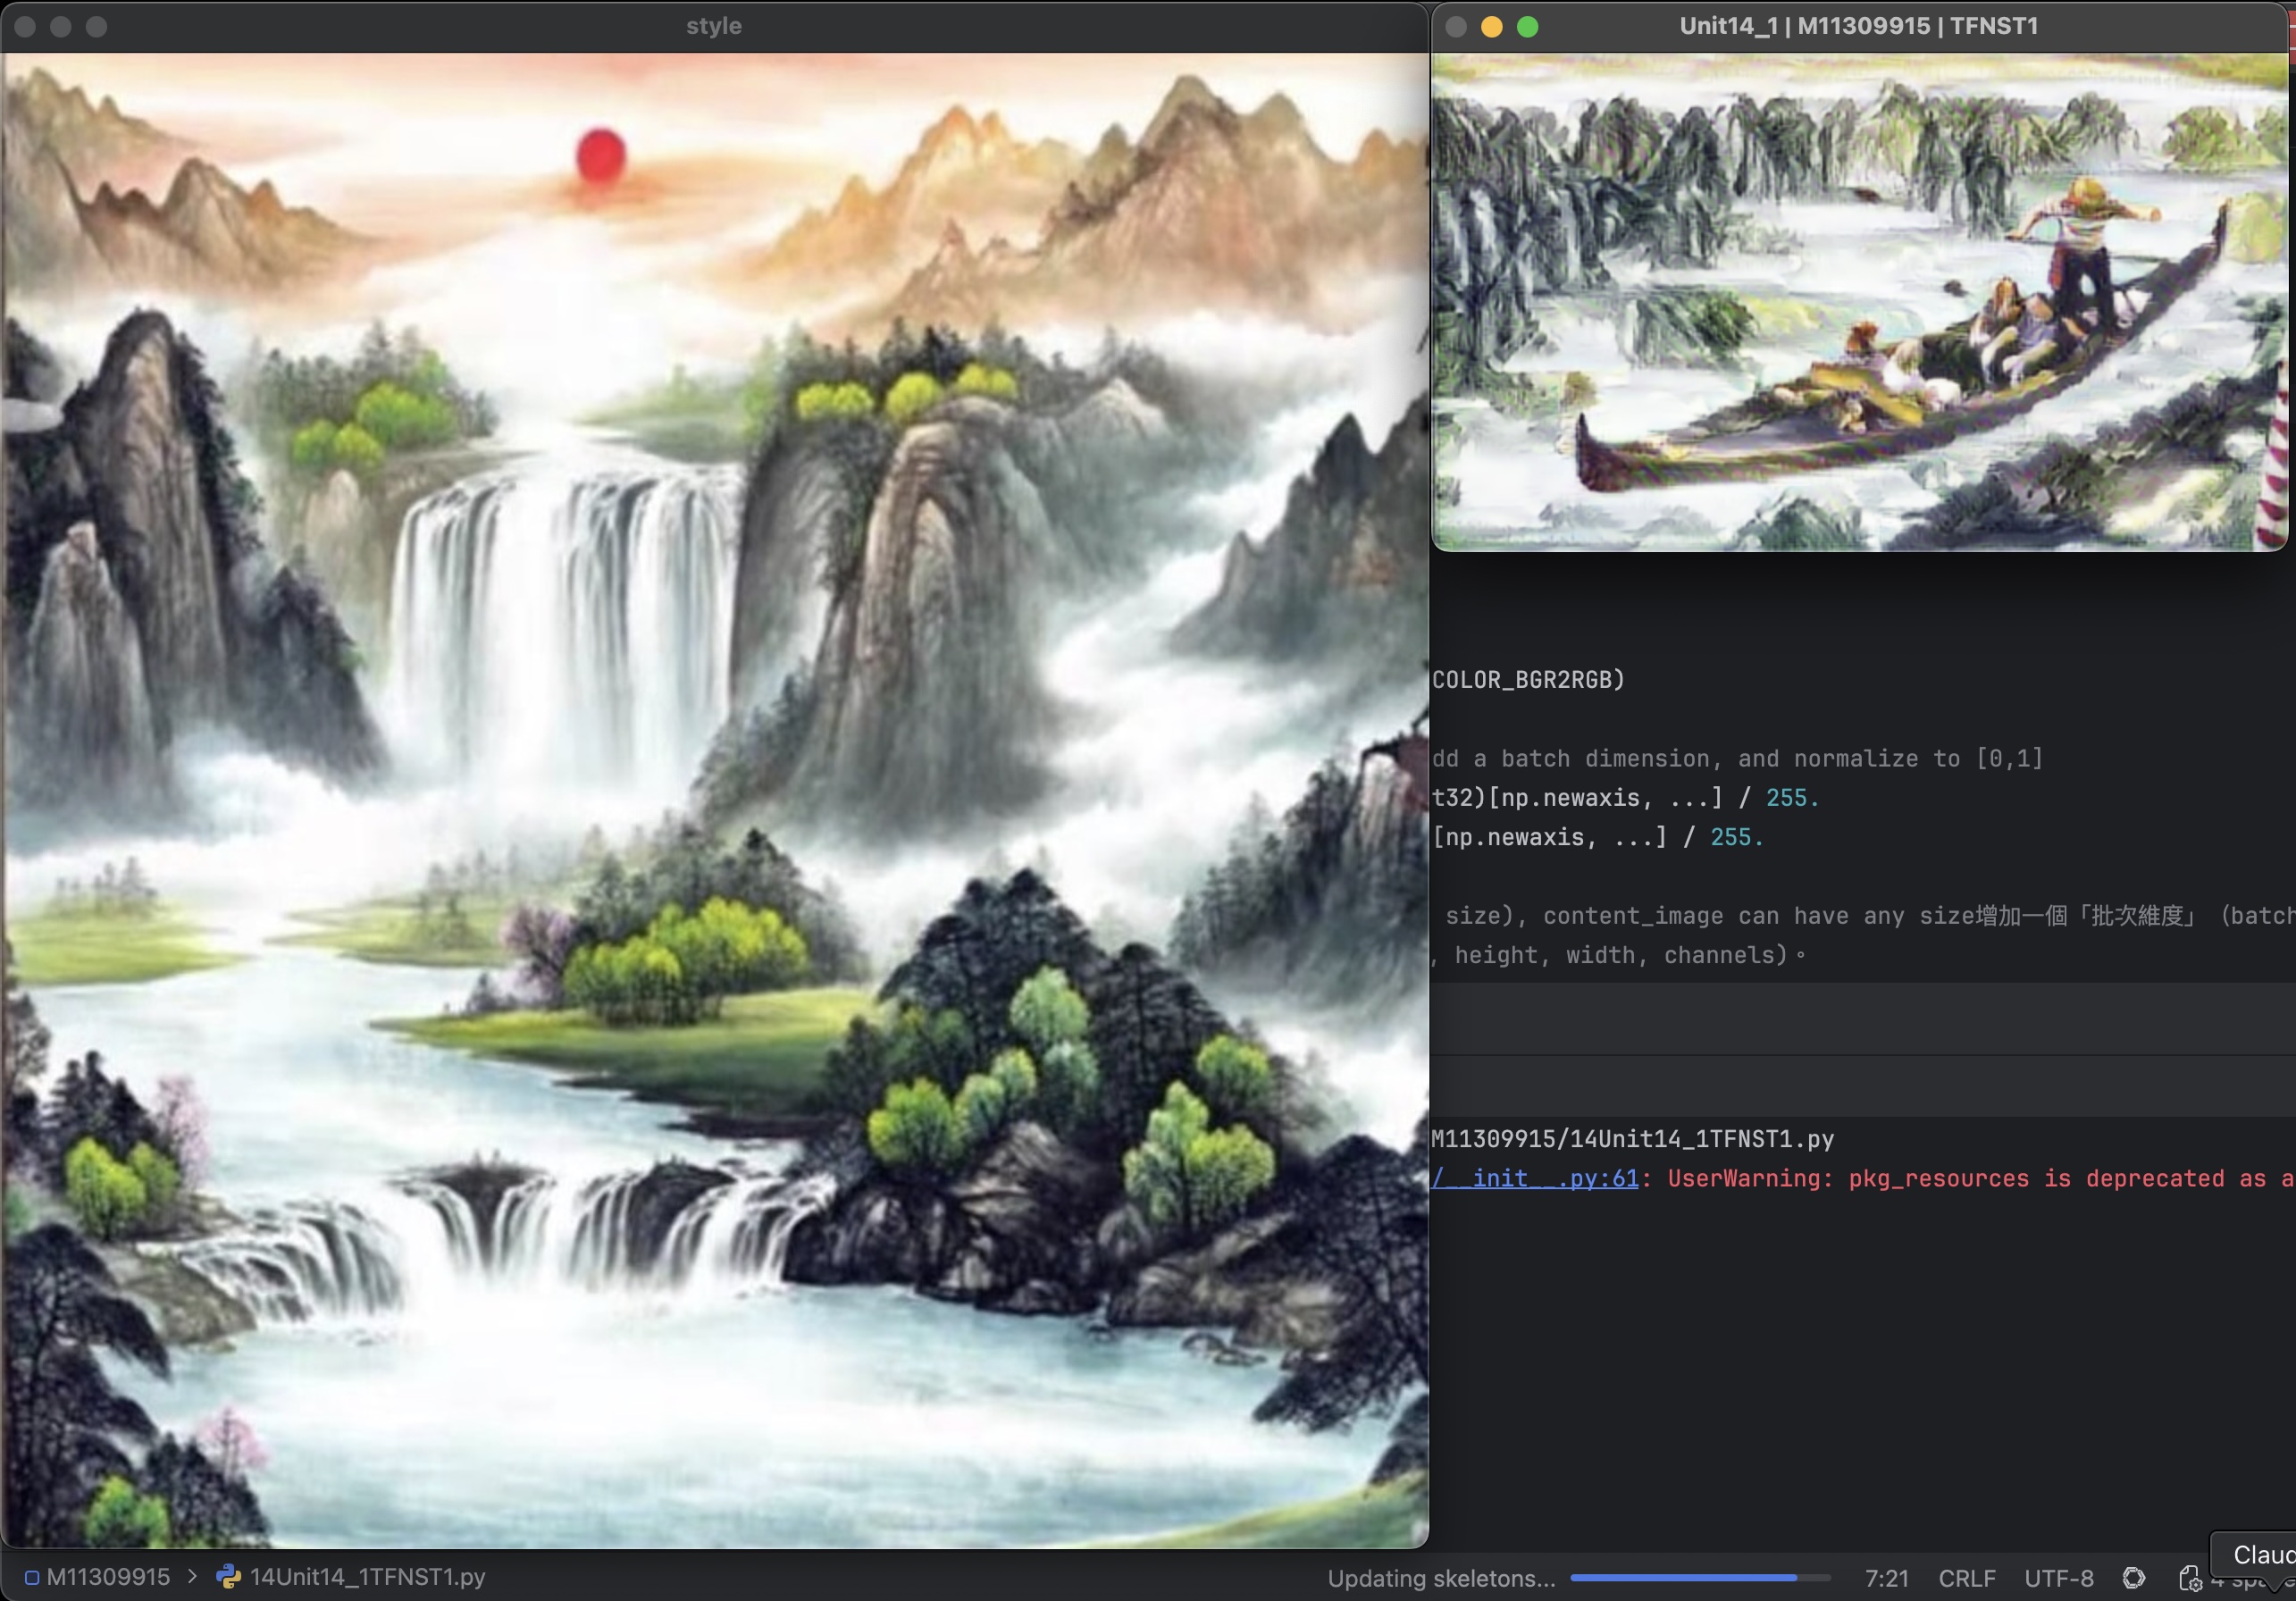 style
Unit14_1 | M11309915 | TFNST1
COLOR_BGR2RGB)
dd a batch dimension, and normalize to [0,1]
t32)[np.newaxis, ...] / 255.
[np.newaxis, ...] / 255.
size), content_image can have any size增加一個「批次維度」 (batch
, height, width, channels)。
M11309915/14Unit14_1TFNST1.py
/__init__.py:61: UserWarning: pkg_resources is deprecated as a
Claud
M11309915 > 14Unit14_1TFNST1.py
Updating skeletons... 7:21 CRLF UTF-8 4 spa